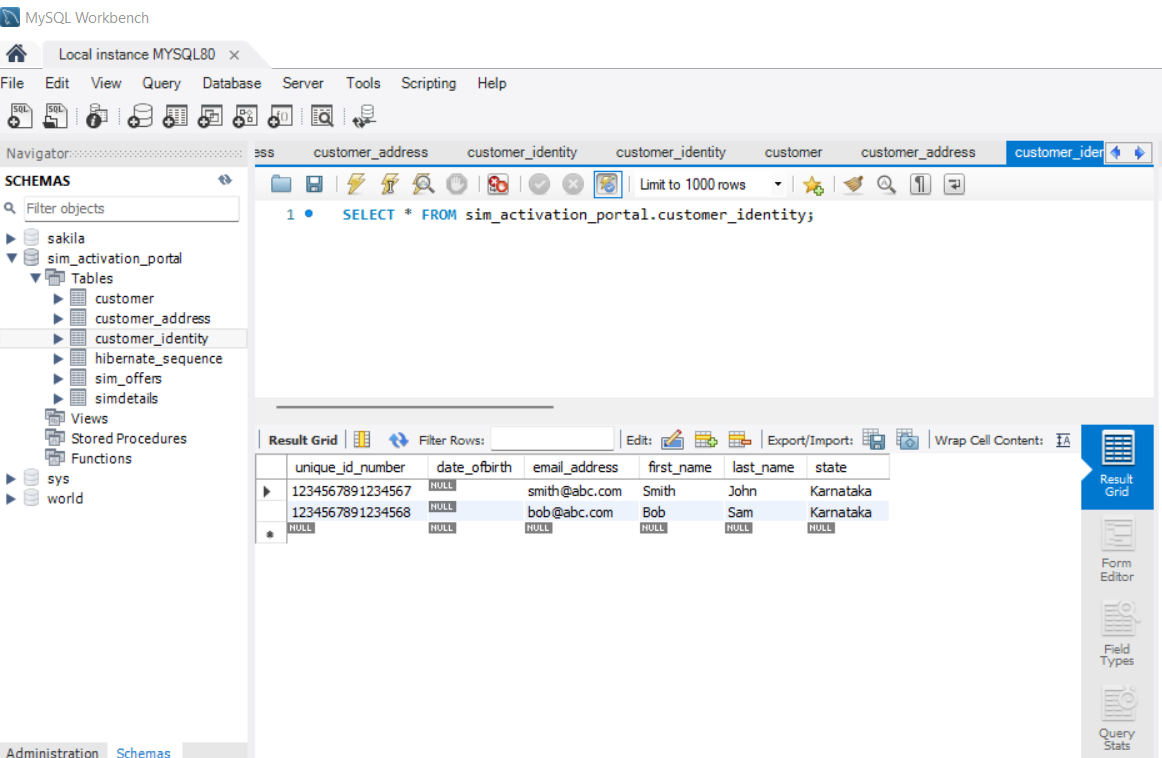 MySQL Workbench
Local instance MYSQL80
File Edit View Query Database Server Tools Scripting Help
Navigator
SCHEMAS
Filter objects
sakila
sim_activation_portal
Tables
customer
customer_address
customer_identity
hibernate_sequence
sim_offers
simdetails
Views
Stored Procedures
Functions
sys
world
Administration Schemas
ess customer_address customer_identity customer_identity customer customer_address customer_ider
Limit to 1000 rows
1 SELECT * FROM sim_activation_portal.customer_identity;
Result Grid Filter Rows: Edit: Export/Import: Wrap Cell Content: IA
unique_id_number date_ofbirth email_address first_name last_name state
1234567891234567 NULL smith@abc.com Smith John Karnataka
1234567891234568 NULL bob@abc.com Bob Sam Karnataka
NULL NULL NULL NULL NULL NULL
Result
Grid
Form
Editor
Field
Types
Query
Stats